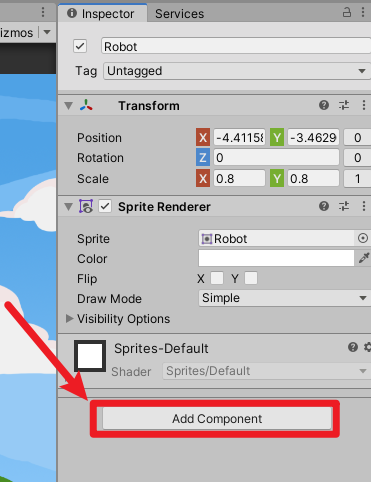 Inspector Services
izmos
Robot
Tag Untagged
Transform
Position X -4.41158 Y -3.4629 0
Rotation Z 0 0
Scale X 0.8 Y 0.8 1
Sprite Renderer
Sprite Robot
Color
Flip X Y
Draw Mode Simple
Visibility Options
Sprites-Default
Shader Sprites/Default
Add Component